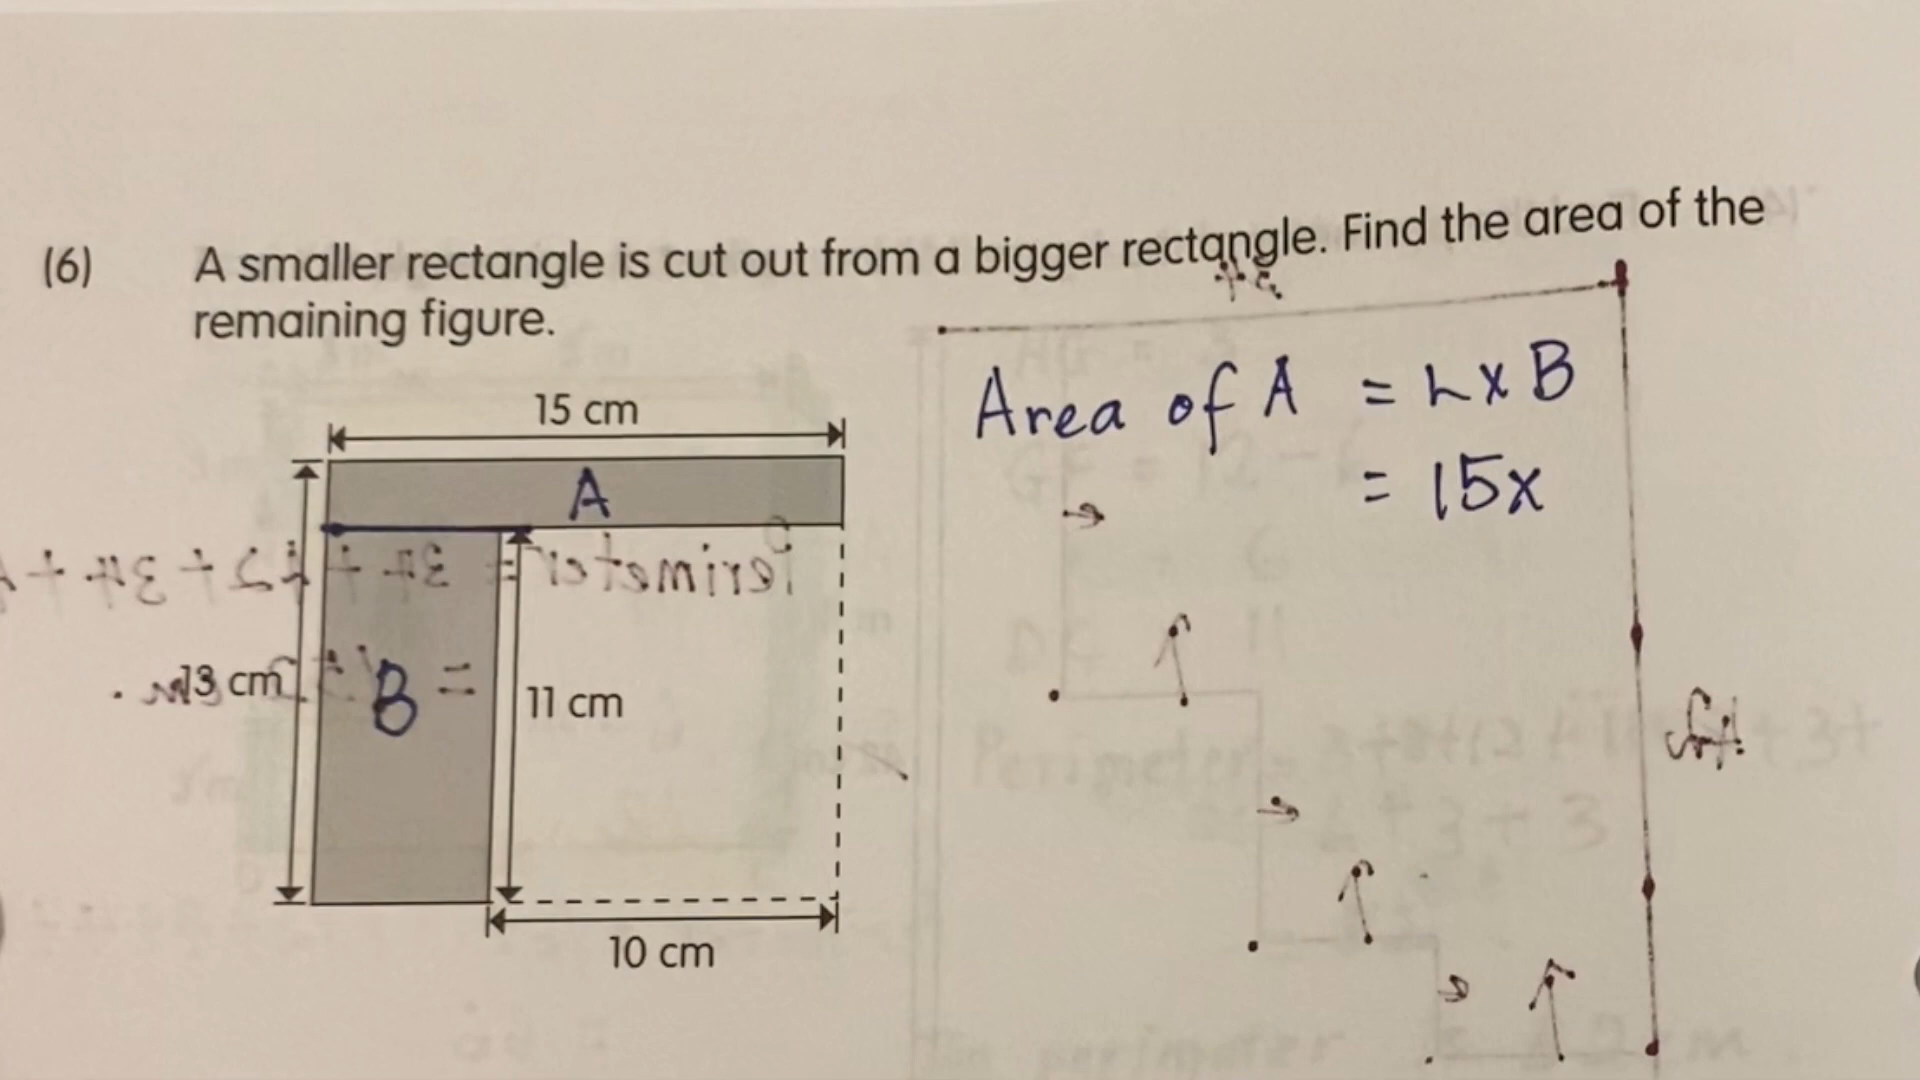 (6) A smaller rectangle is cut out from a bigger rectangle. Find the area of the
remaining figure.
15 cm
A
13 cm
B
11 cm
10 cm
Area of A = L x B
= 15x